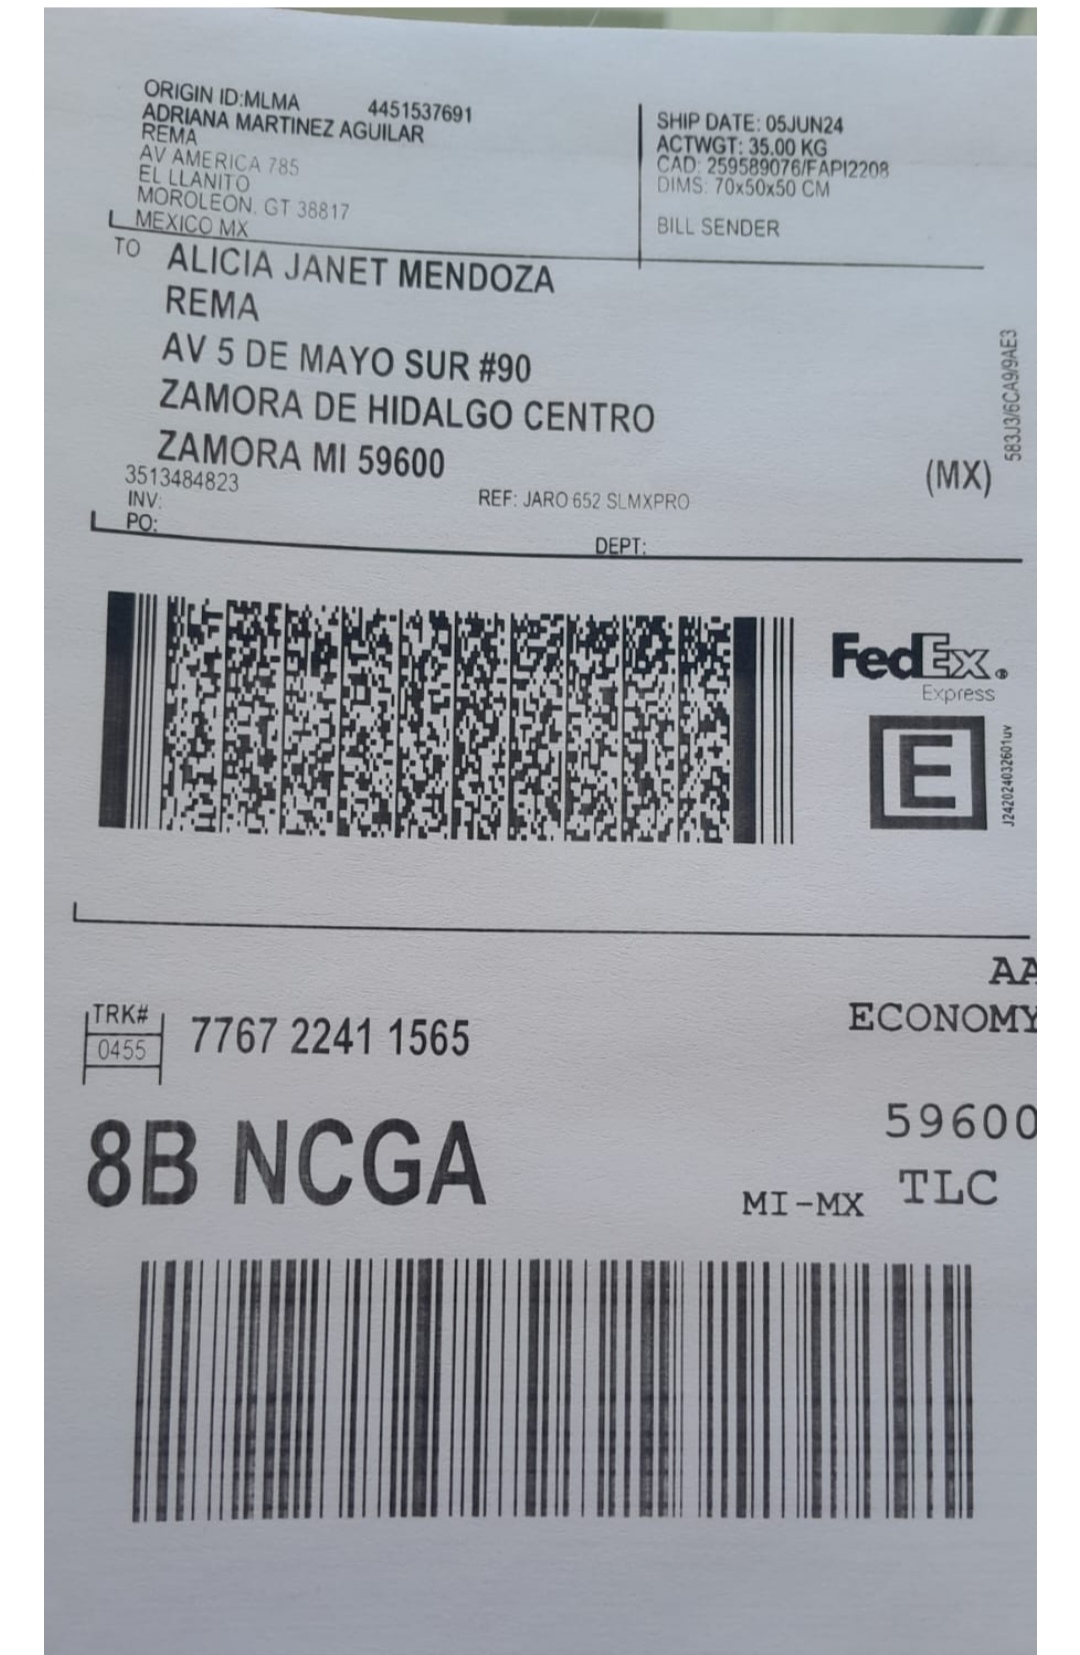 ORIGIN ID:MLMA 4451537691
ADRIANA MARTINEZ AGUILAR
REMA
AV AMERICA 785
EL LLANITO
MOROLEON, GT 38817
MEXICO MX
SHIP DATE: 05JUN24
ACTWGT: 35.00 KG
CAD: 259589076/FAPI2208
DIMS: 70x50x50 CM
BILL SENDER
TO ALICIA JANET MENDOZA
REMA
AV 5 DE MAYO SUR #90
ZAMORA DE HIDALGO CENTRO
ZAMORA MI 59600
(MX)
3513484823
REF: JARO 652 SLMXPRO
INV:
PO:
DEPT:
583J3/6CA9/9AE3
FedEx®
Express
E
J242024032601uv
AA
ECONOMY
TRK#
0455
7767 2241 1565
8B NCGA
59600
MI-MX TLC